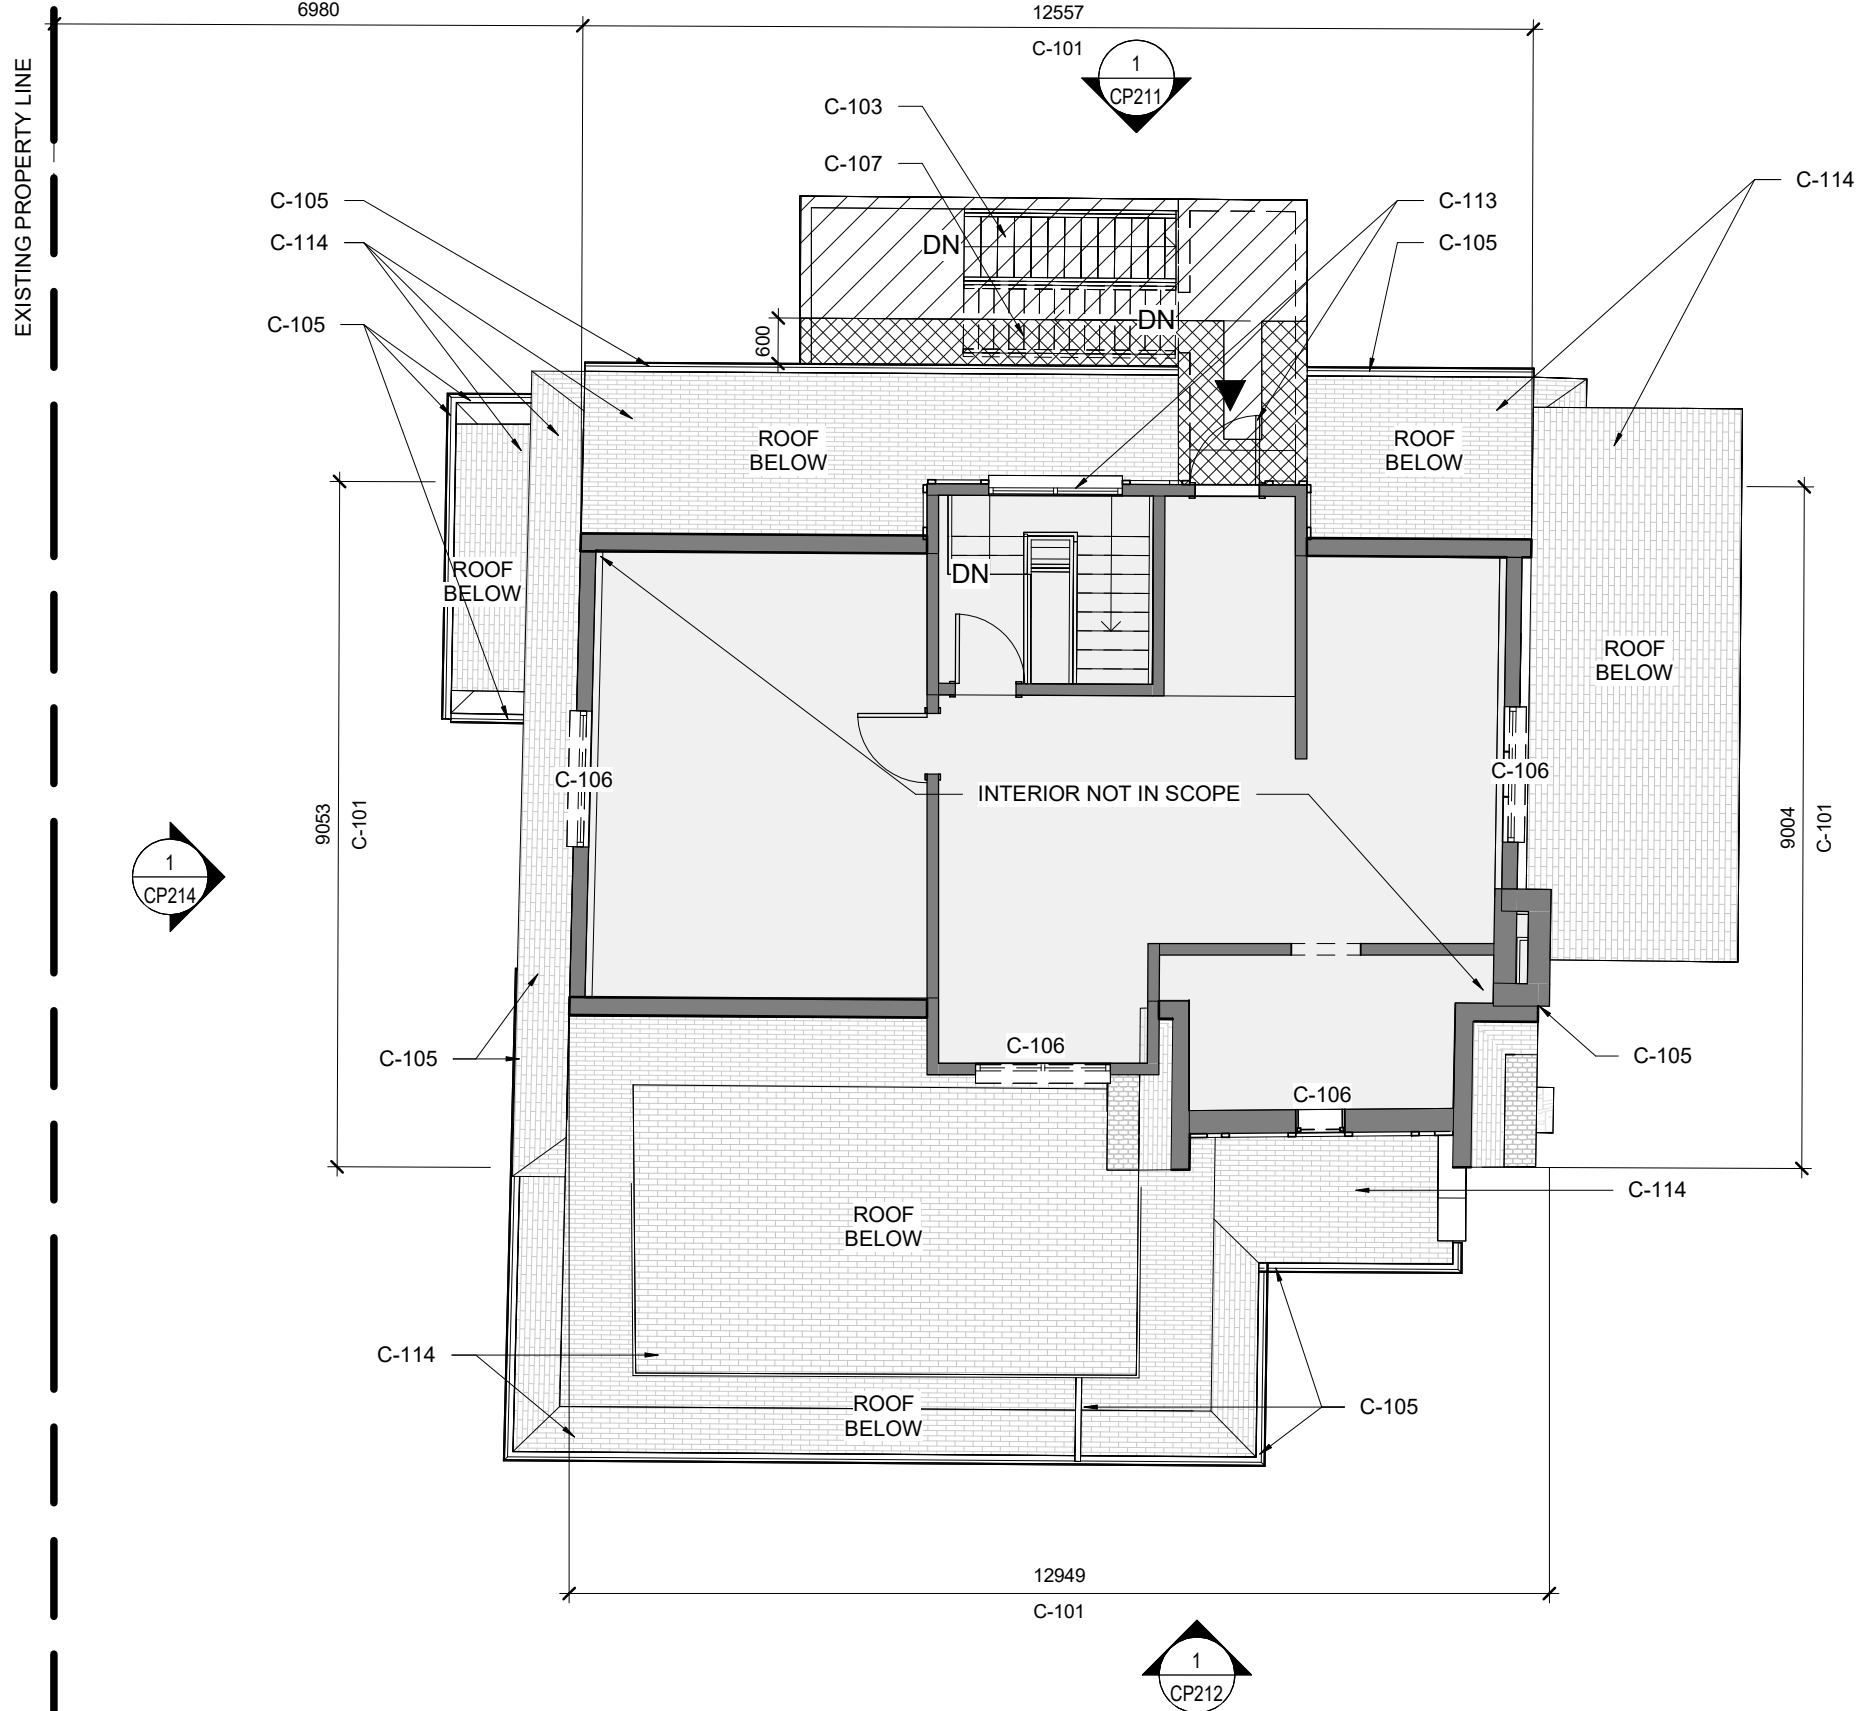 6980
12557
C-101
1
CP211
EXISTING PROPERTY LINE
C-103
C-107
C-105
C-114
C-105
C-114
C-113
C-105
DN
DN
600
ROOF
BELOW
ROOF
BELOW
ROOF
BELOW
DN
ROOF
BELOW
C-106
INTERIOR NOT IN SCOPE
C-106
9053
C-101
9004
C-101
1
CP214
C-105
C-106
C-105
C-106
C-114
ROOF
BELOW
C-114
ROOF
BELOW
C-105
12949
C-101
1
CP212